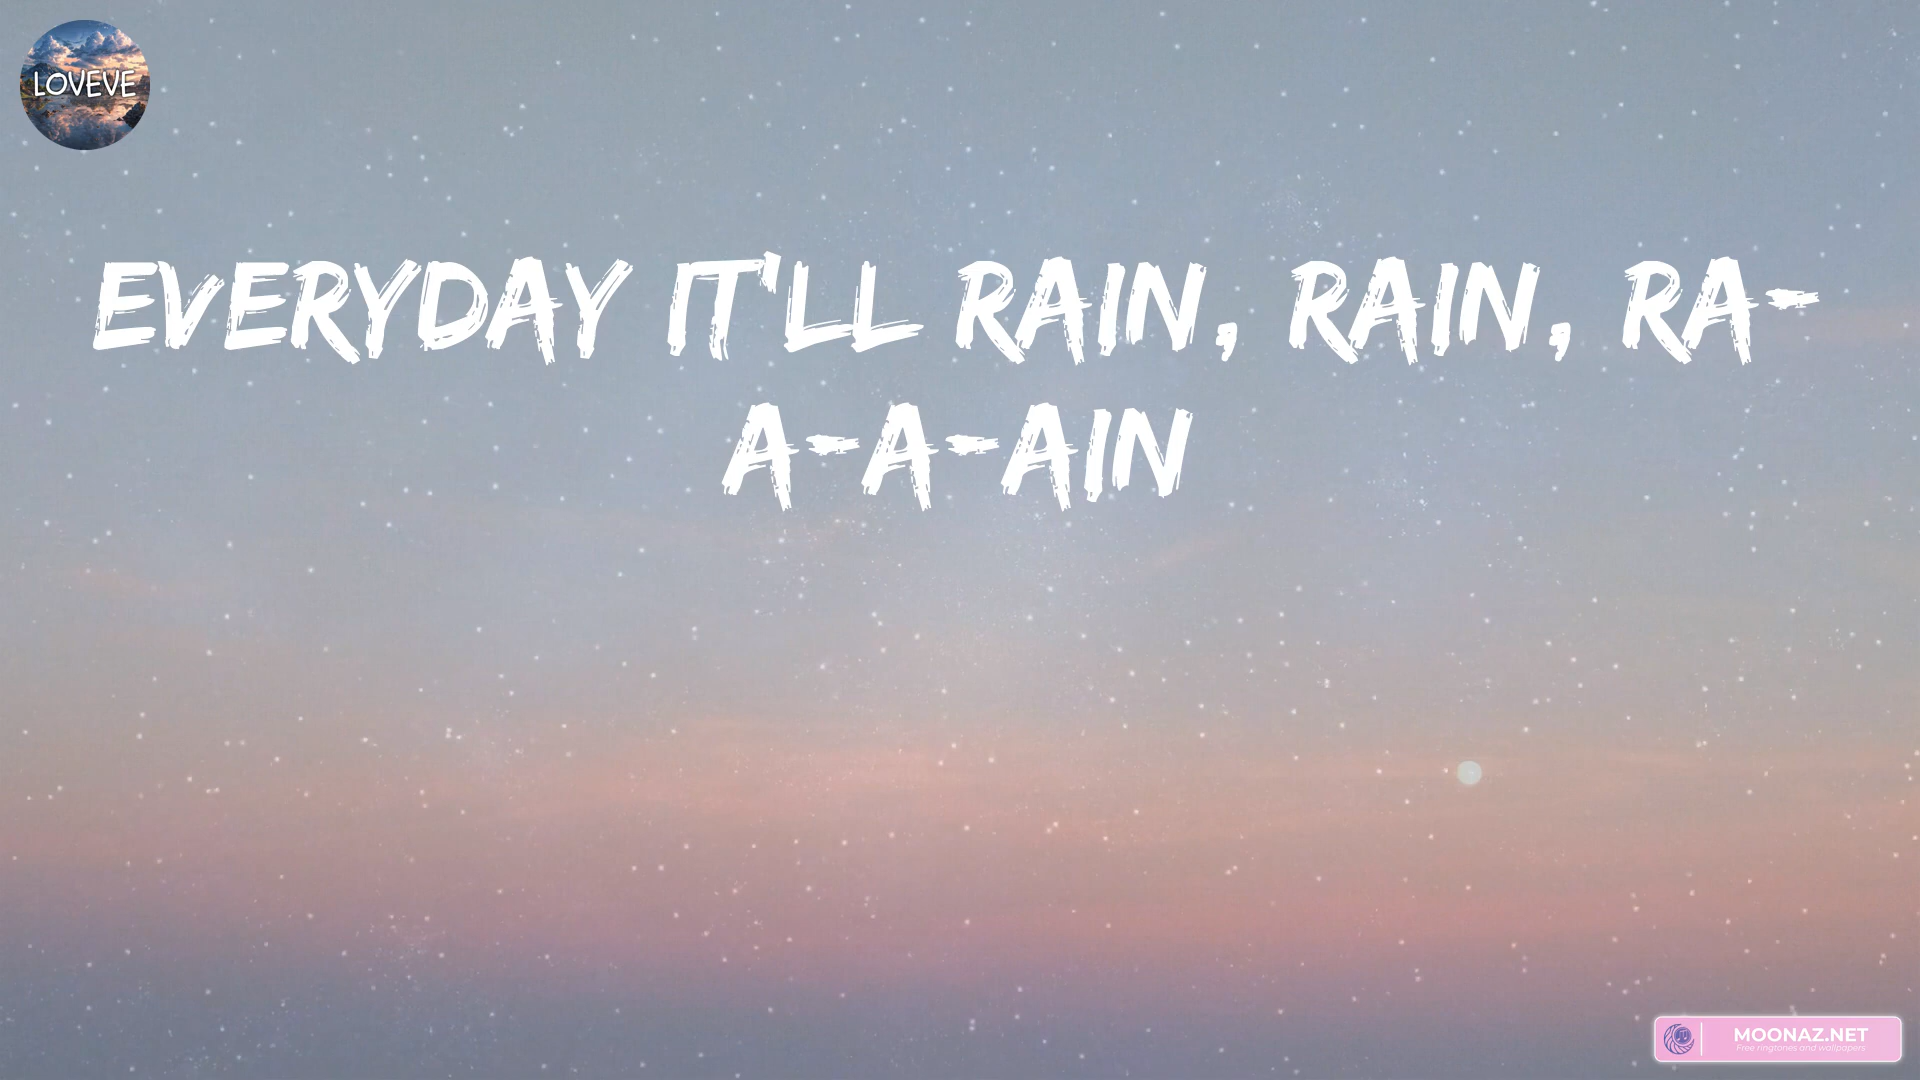 LOVEVE
EVERYDAY IT'LL RAIN, RAIN, RA-
A-A-AIN
MOONAZ.NET
Free ringtones and wallpapers